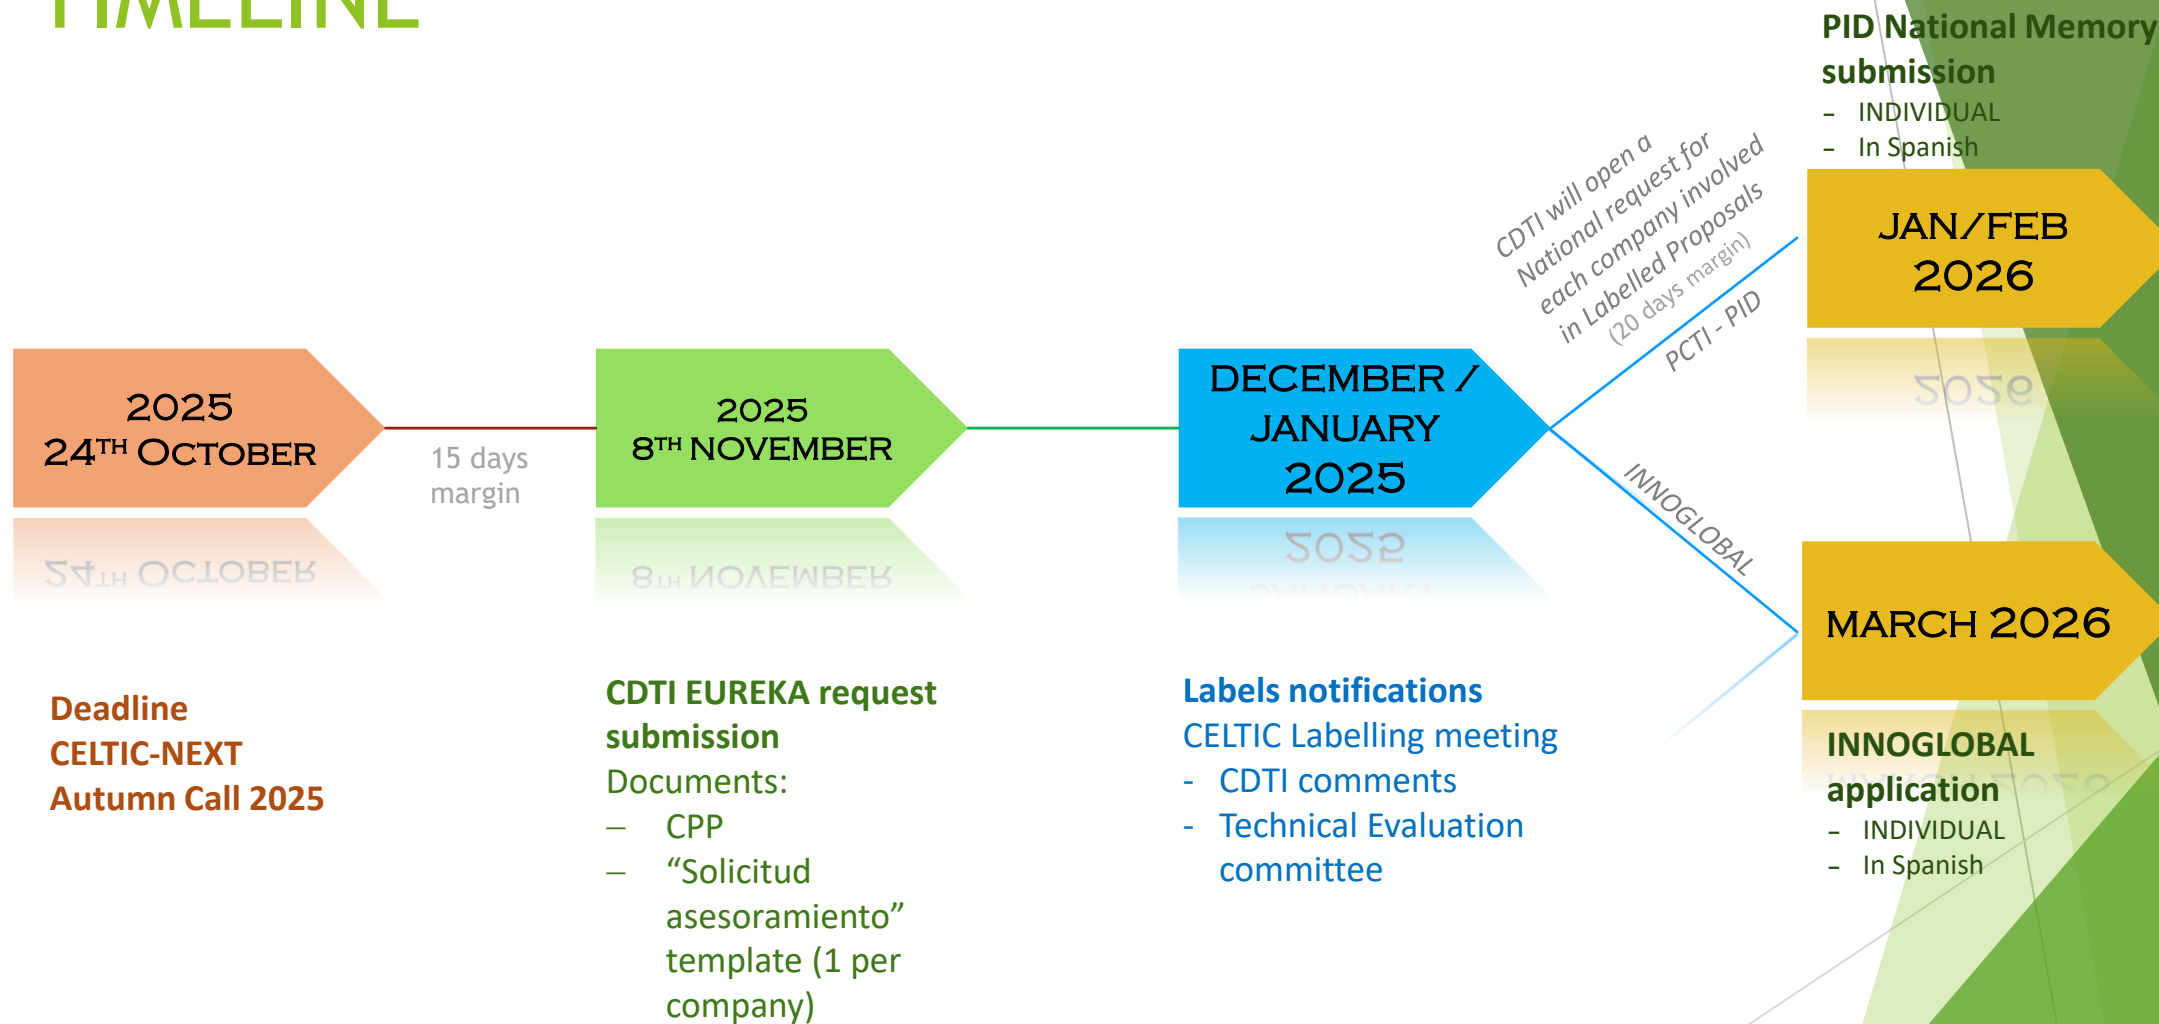 TIMELINE
2025
24TH OCTOBER
15 days
margin
2025
8TH NOVEMBER
DECEMBER /
JANUARY
2025
CDTI will open a
National request for
each company involved
in Labelled Proposals
(20 days margin)
PCTI - PID
INNOGLOBAL
PID National Memory
submission
- INDIVIDUAL
- In Spanish
JAN/FEB
2026
MARCH 2026
Deadline
CELTIC-NEXT
Autumn Call 2025
CDTI EUREKA request
submission
Documents:
– CPP
– “Solicitud
asesoramiento”
template (1 per
company)
Labels notifications
CELTIC Labelling meeting
- CDTI comments
- Technical Evaluation
committee
INNOGLOBAL
application
- INDIVIDUAL
- In Spanish